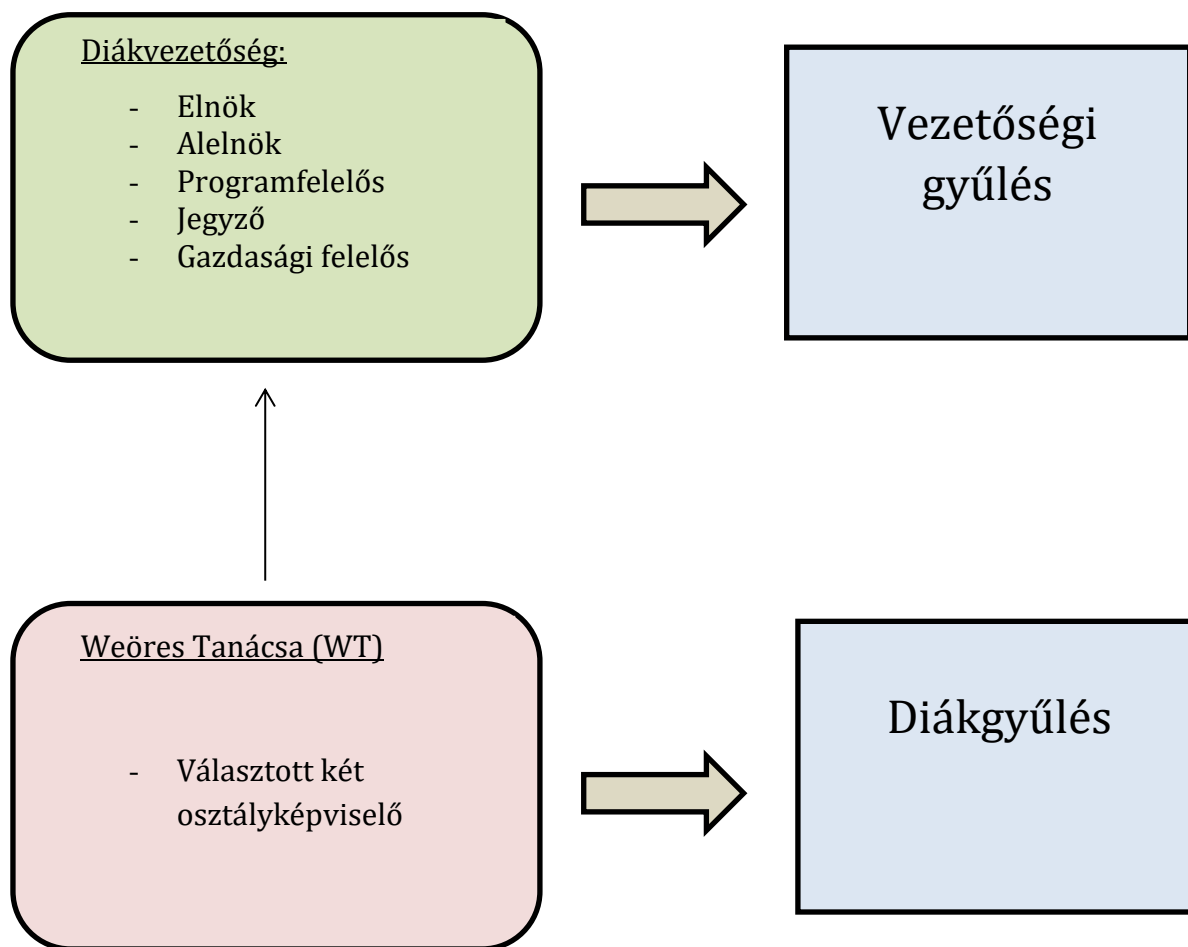 Diákvezetőség:
- Elnök
- Alelnök
- Programfelelős
- Jegyző
- Gazdasági felelős
Vezetőségi
gyűlés
Weöres Tanácsa (WT)
- Választott két
osztályképviselő
Diákgyűlés